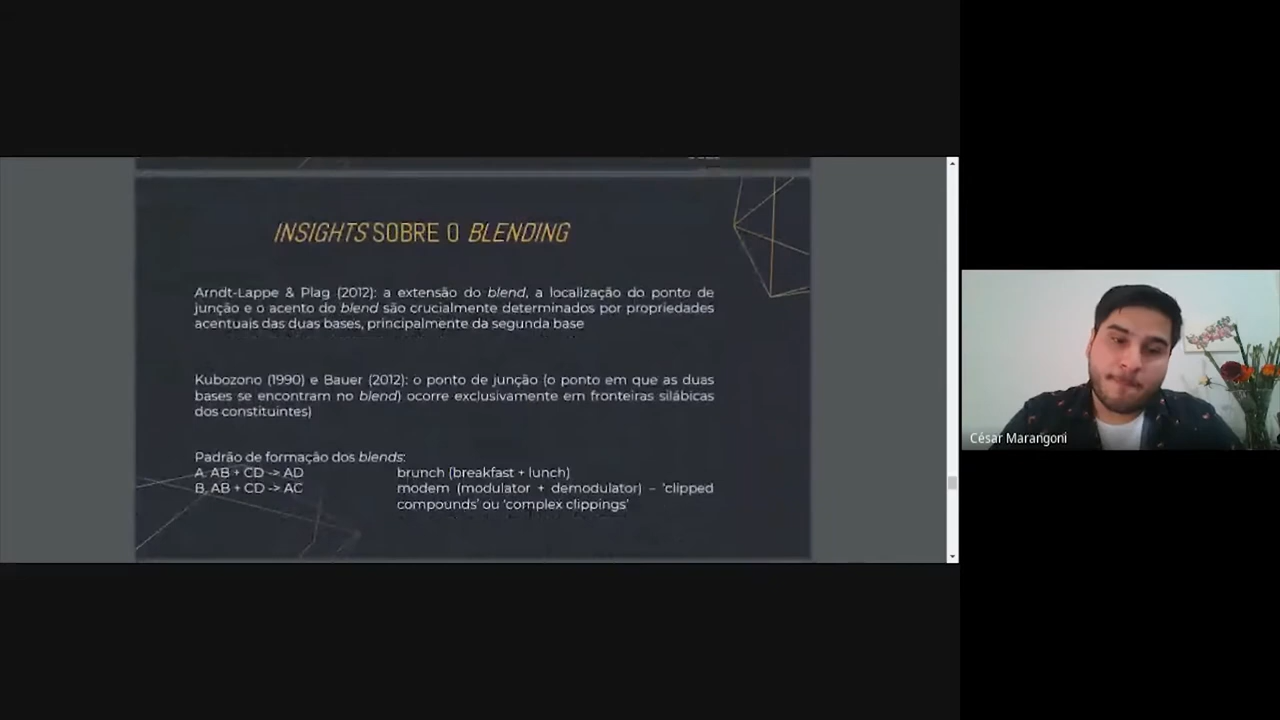 INSIGHTS SOBRE O BLENDING
Arndt-Lappe & Plag (2012): a extensão do blend, a localização do ponto de
junção e o acento do blend são crucialmente determinados por propriedades
acentuais das duas bases, principalmente da segunda base
Kubozono (1990) e Bauer (2012): o ponto de junção (o ponto em que as duas
bases se encontram no blend) ocorre exclusivamente em fronteiras silábicas
dos constituintes)
Padrão de formação dos blends:
A. AB + CD -> AD brunch (breakfast + lunch)
B. AB + CD -> AC modem (modulator + demodulator) – 'clipped
compounds' ou 'complex clippings'
César Marangoni